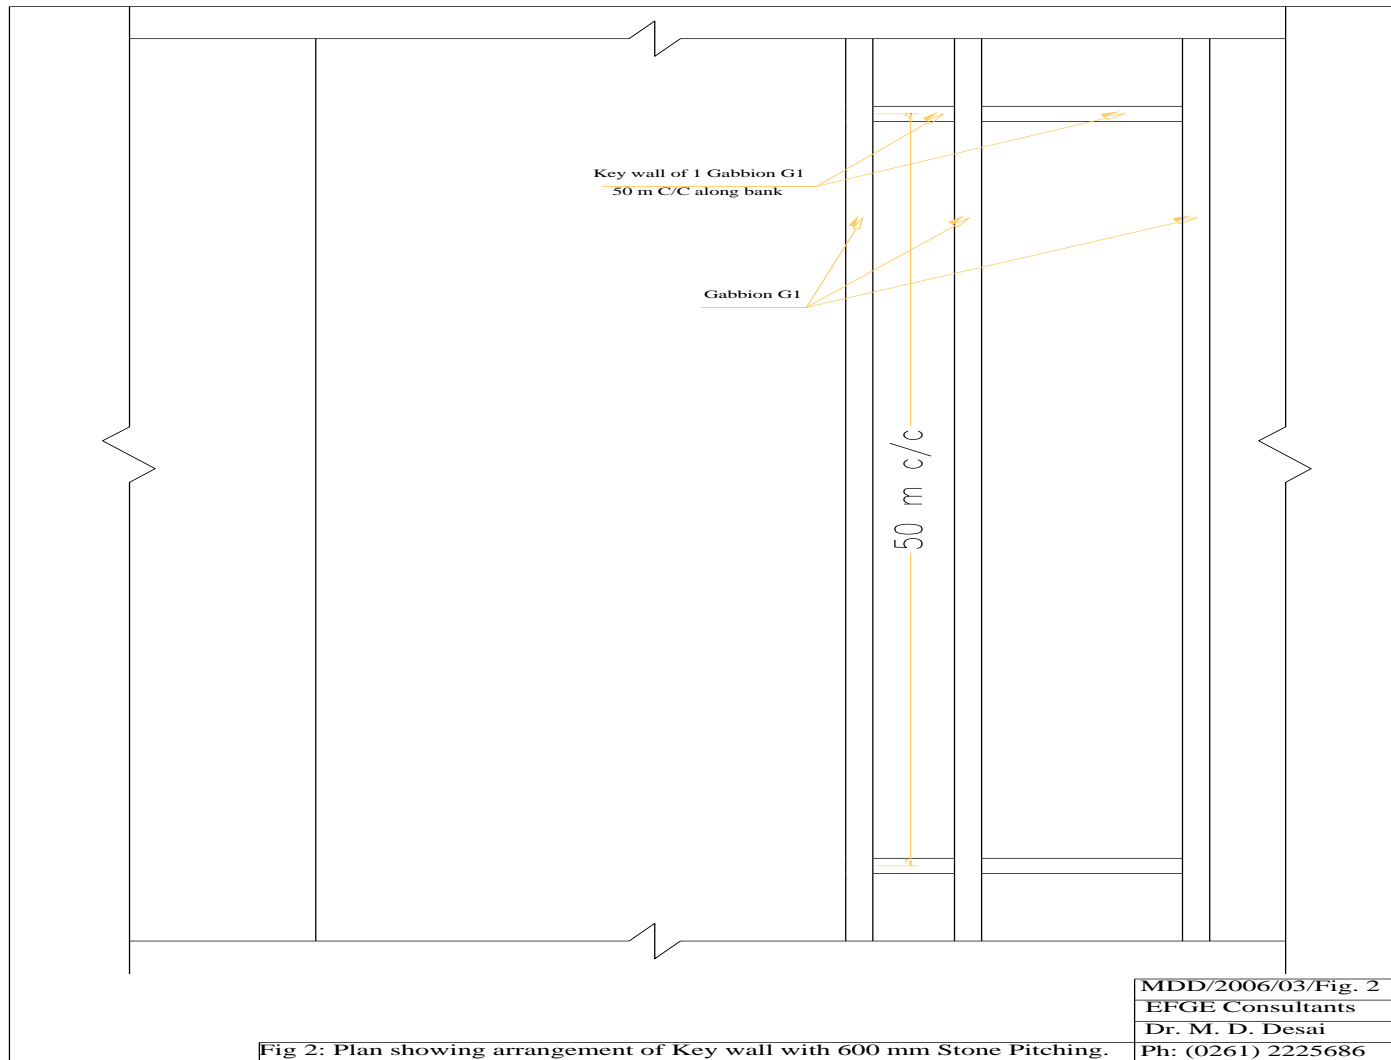 Key wall of 1 Gabbion G1
50 m C/C along bank
Gabbion G1
50 m c/c
MDD/2006/03/Fig. 2
EFGE Consultants
Dr. M. D. Desai
Fig 2: Plan showing arrangement of Key wall with 600 mm Stone Pitching.
Ph: (0261) 2225686